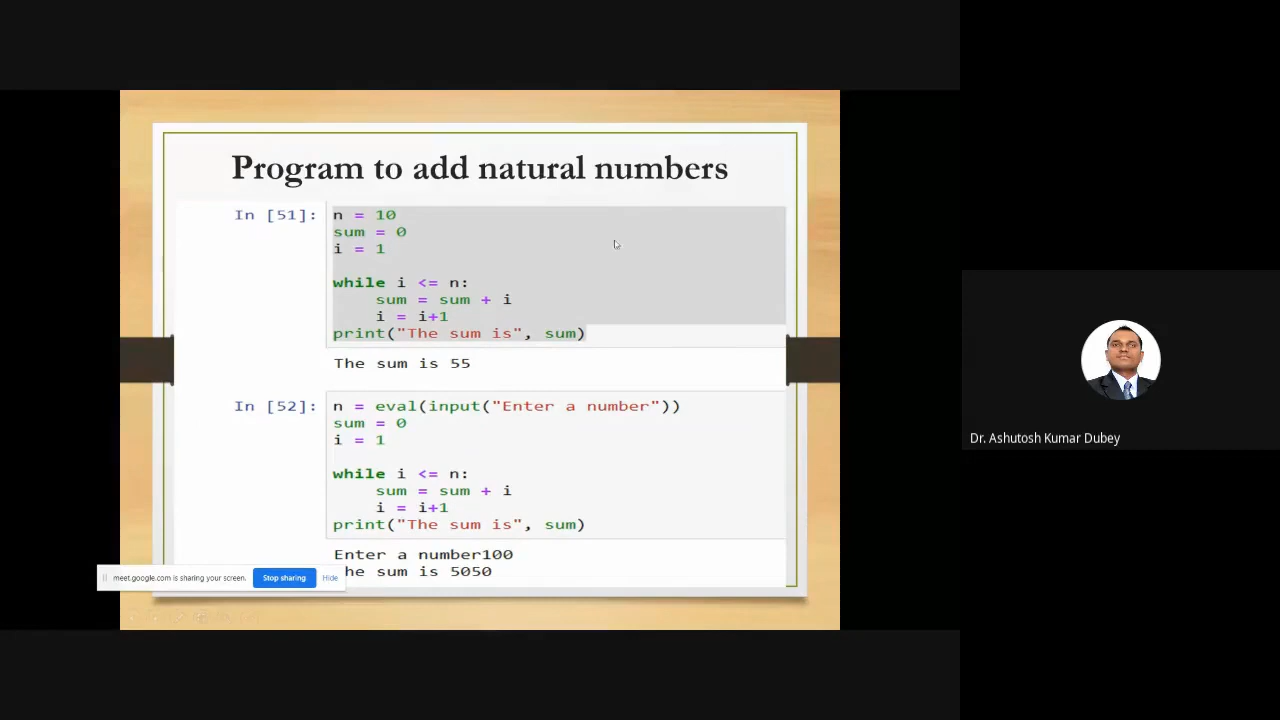 Program to add natural numbers
In [51]:
n = 10
sum = 0
i = 1
while i <= n:
    sum = sum + i
    i = i+1
print("The sum is", sum)
The sum is 55
In [52]:
n = eval(input("Enter a number"))
sum = 0
i = 1
while i <= n:
    sum = sum + i
    i = i+1
print("The sum is", sum)
Enter a number100
he sum is 5050
meet.google.com is sharing your screen.
Stop sharing
Hide
Dr. Ashutosh Kumar Dubey